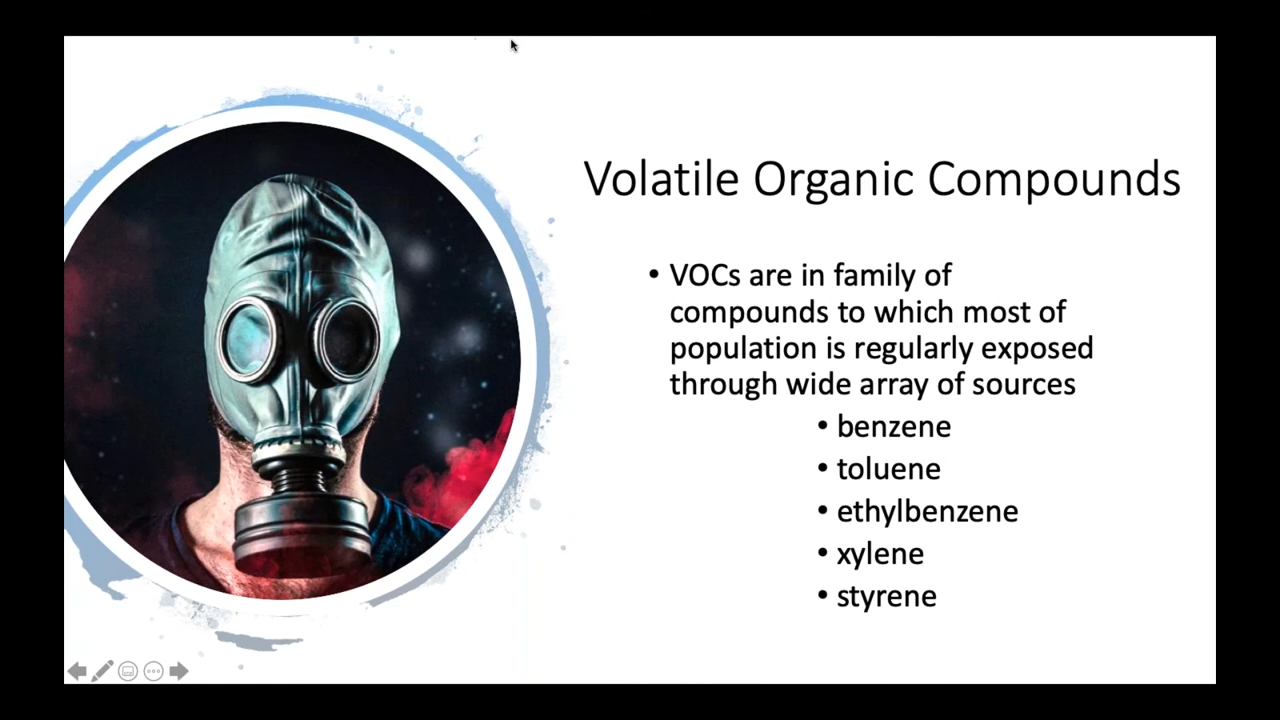 Volatile Organic Compounds
• VOCs are in family of
compounds to which most of
population is regularly exposed
through wide array of sources
• benzene
• toluene
• ethylbenzene
• xylene
• styrene